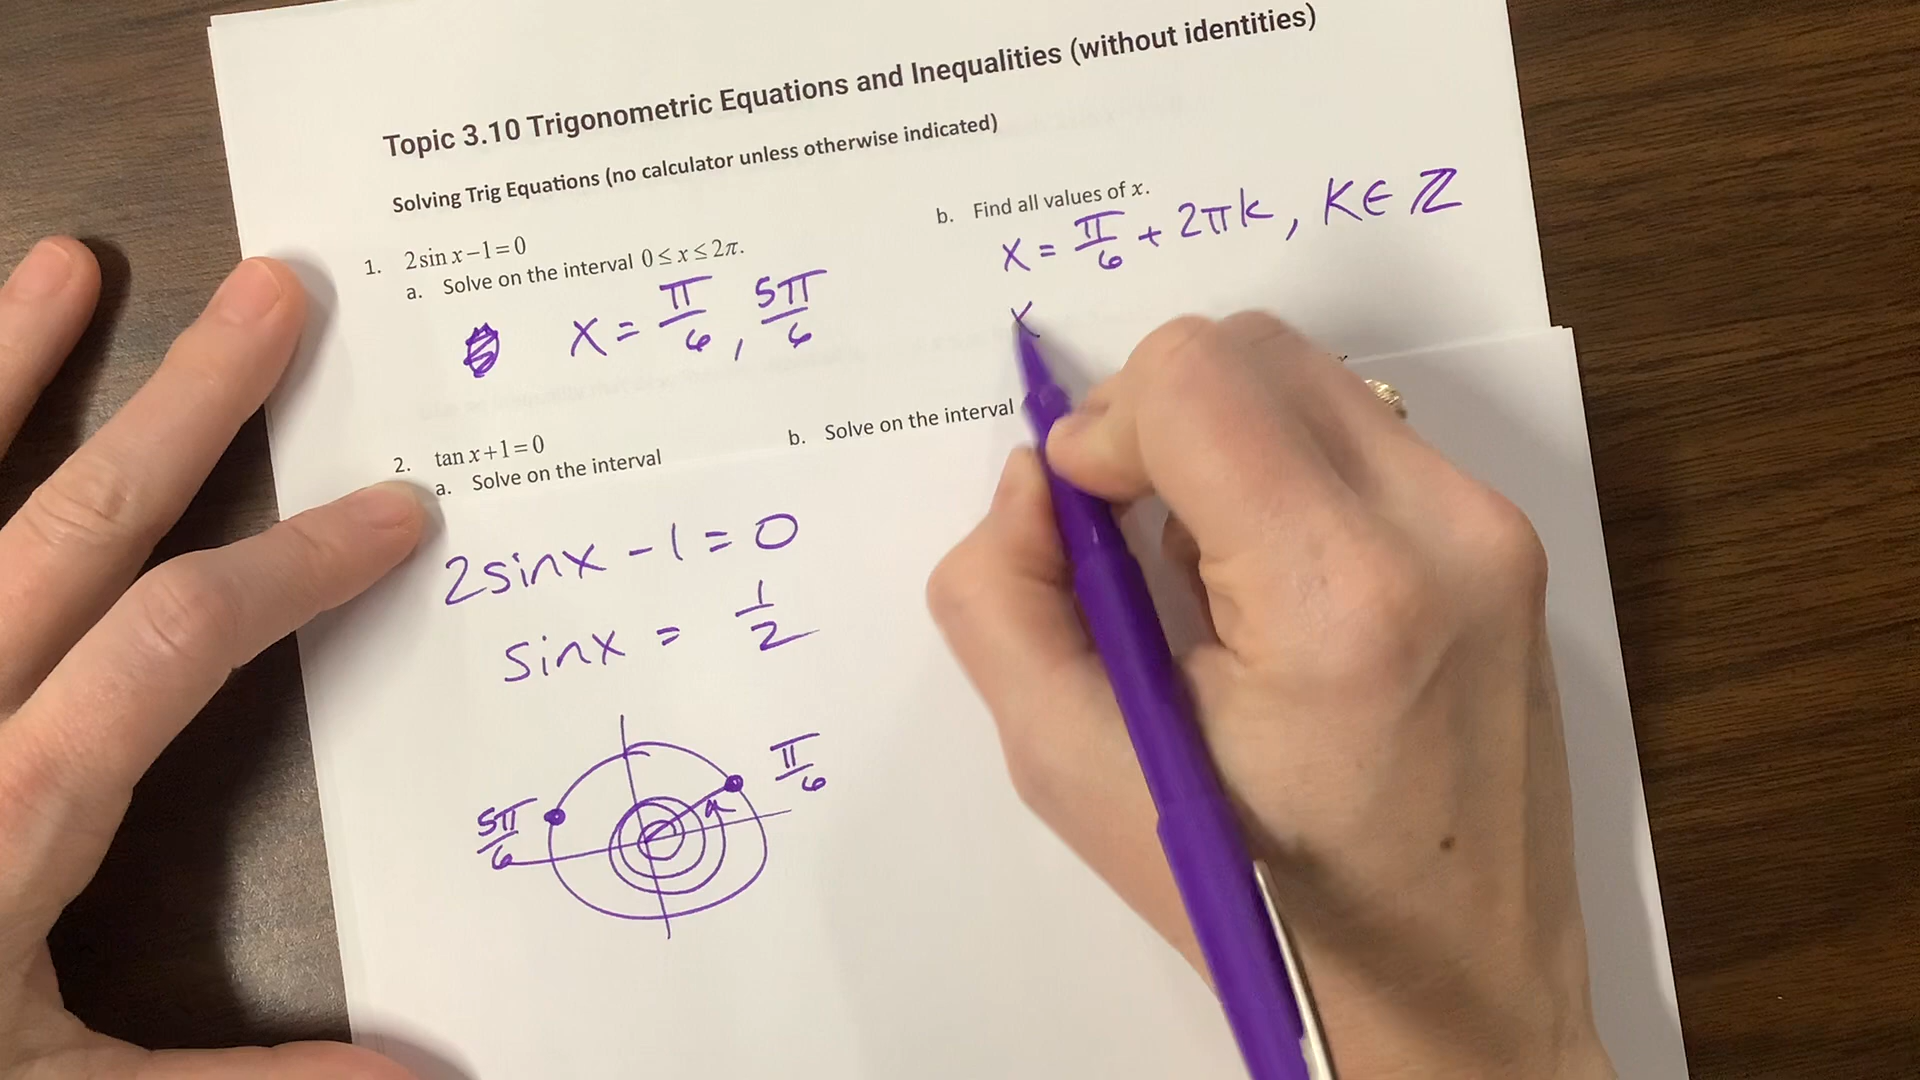 Topic 3.10 Trigonometric Equations and Inequalities (without identities)
Solving Trig Equations (no calculator unless otherwise indicated)
1. 2sin x−1=0
a. Solve on the interval 0≤x≤2π.
x = π/6, 5π/6
b. Find all values of x.
x = π/6 + 2πk, k∈ℤ
x
2. tan x+1=0
a. Solve on the interval
b. Solve on the interval
2sinx − 1 = 0
sinx = 1/2
π/6
5π/6